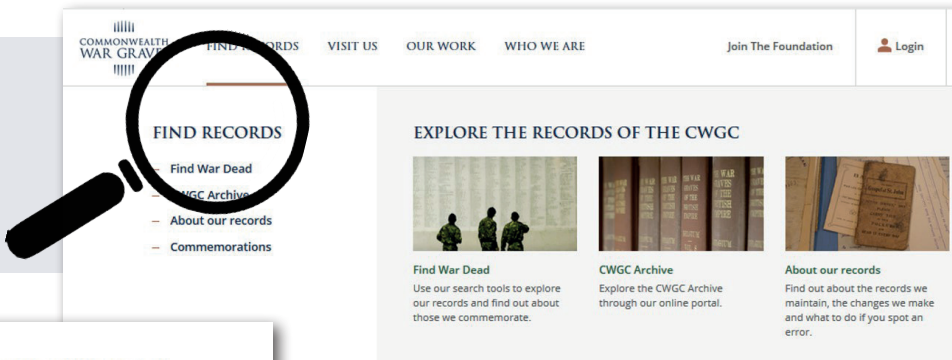 COMMONWEALTH
WAR GRAVES
FIND RECORDS
VISIT US
OUR WORK
WHO WE ARE
Join The Foundation
Login
FIND RECORDS
– Find War Dead
– CWGC Archive
– About our records
– Commemorations
EXPLORE THE RECORDS OF THE CWGC
Find War Dead
Use our search tools to explore
our records and find out about
those we commemorate.
CWGC Archive
Explore the CWGC Archive
through our online portal.
About our records
Find out about the records we
maintain, the changes we make
and what to do if you spot an
error.